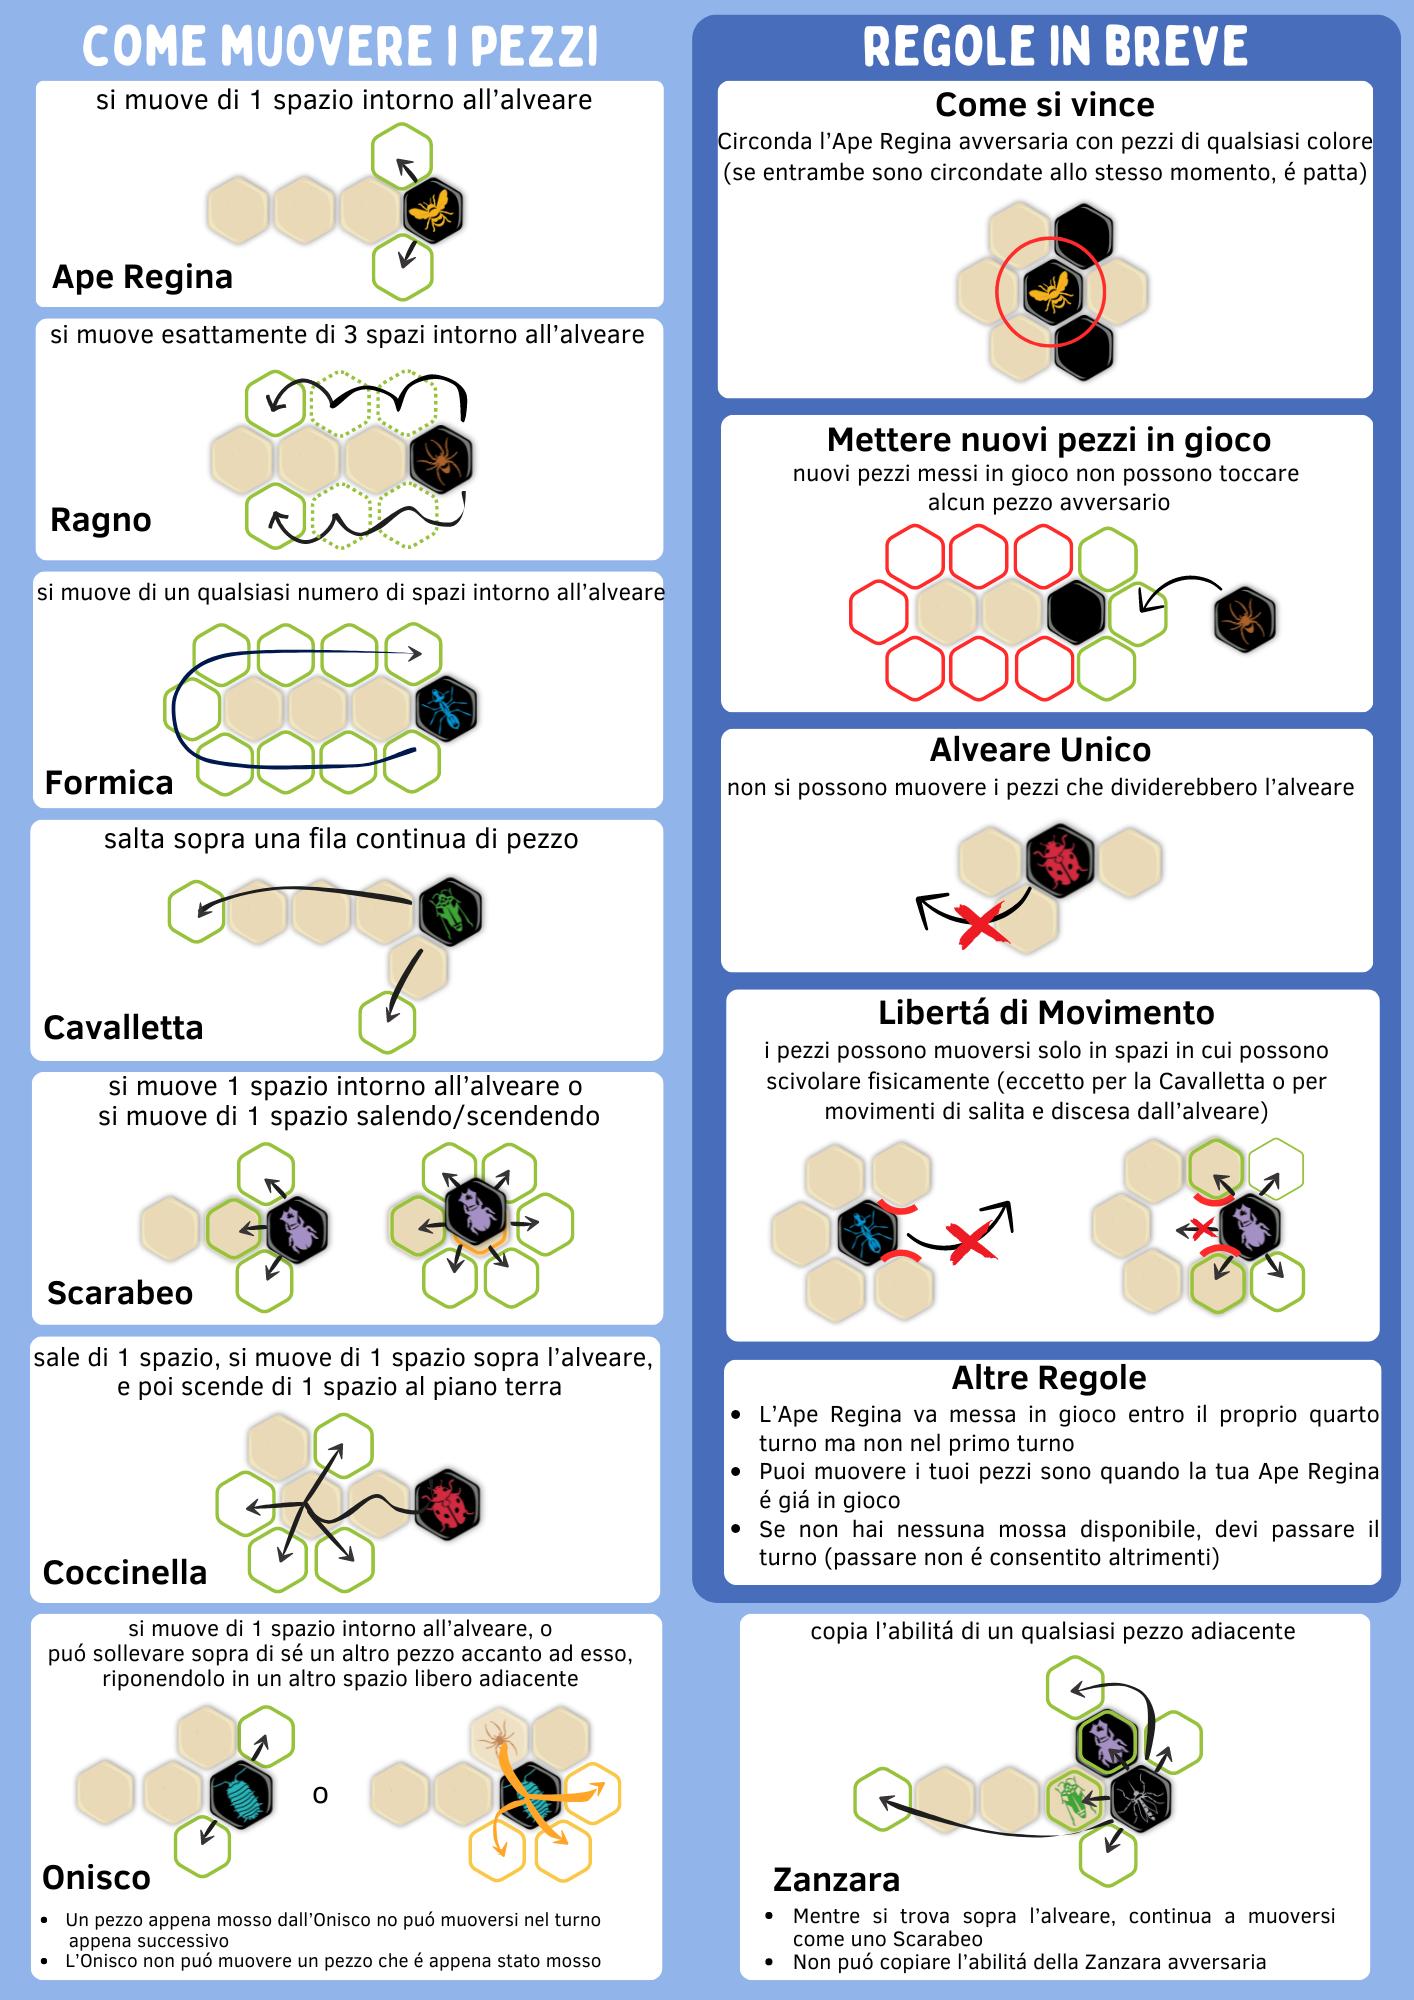 COME MUOVERE I PEZZI
si muove di 1 spazio intorno all'alveare
Ape Regina
si muove esattamente di 3 spazi intorno all'alveare
Ragno
si muove di un qualsiasi numero di spazi intorno all'alveare
Formica
salta sopra una fila continua di pezzo
Cavalletta
si muove 1 spazio intorno all'alveare o
si muove di 1 spazio salendo/scendendo
Scarabeo
sale di 1 spazio, si muove di 1 spazio sopra l'alveare,
e poi scende di 1 spazio al piano terra
Coccinella
si muove di 1 spazio intorno all'alveare, o
puó sollevare sopra di sé un altro pezzo accanto ad esso,
riponendolo in un altro spazio libero adiacente
o
Onisco
• Un pezzo appena mosso dall'Onisco no puó muoversi nel turno
appena successivo
• L'Onisco non puó muovere un pezzo che é appena stato mosso
REGOLE IN BREVE
Come si vince
Circonda l'Ape Regina avversaria con pezzi di qualsiasi colore
(se entrambe sono circondate allo stesso momento, é patta)
Mettere nuovi pezzi in gioco
nuovi pezzi messi in gioco non possono toccare
alcun pezzo avversario
Alveare Unico
non si possono muovere i pezzi che dividerebbero l'alveare
Libertá di Movimento
i pezzi possono muoversi solo in spazi in cui possono
scivolare fisicamente (eccetto per la Cavalletta o per
movimenti di salita e discesa dall'alveare)
Altre Regole
• L'Ape Regina va messa in gioco entro il proprio quarto
turno ma non nel primo turno
• Puoi muovere i tuoi pezzi sono quando la tua Ape Regina
é giá in gioco
• Se non hai nessuna mossa disponibile, devi passare il
turno (passare non é consentito altrimenti)
copia l'abilitá di un qualsiasi pezzo adiacente
Zanzara
• Mentre si trova sopra l'alveare, continua a muoversi
come uno Scarabeo
• Non puó copiare l'abilitá della Zanzara avversaria